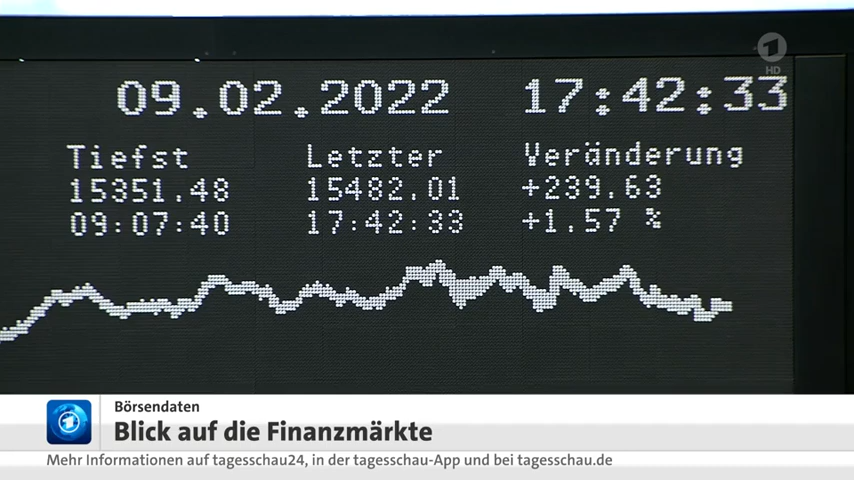 1
HD
09.02.2022 17:42:33
Tiefst Letzter Veränderung
15351.48 15482.01 +239.63
09:07:40 17:42:33 +1.57 %
1
Börsendaten
Blick auf die Finanzmärkte
Mehr Informationen auf tagesschau24, in der tagesschau-App und bei tagesschau.de